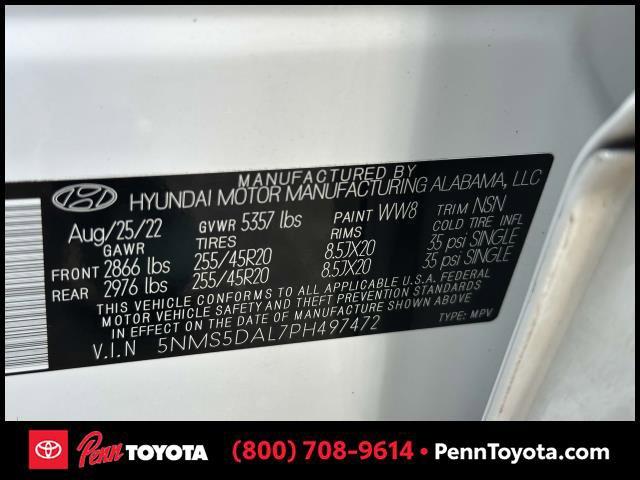 MANUFACTURED BY
HYUNDAI MOTOR MANUFACTURING ALABAMA, LLC
Aug/25/22 GVWR 5357 lbs PAINT WW8 TRIM NSN
GAWR TIRES RIMS COLD TIRE INFL
FRONT 2866 lbs 255/45R20 8.5JX20 35 psi SINGLE
REAR 2976 lbs 255/45R20 8.5JX20 35 psi SINGLE
THIS VEHICLE CONFORMS TO ALL APPLICABLE U.S.A. FEDERAL
MOTOR VEHICLE SAFETY AND THEFT PREVENTION STANDARDS
IN EFFECT ON THE DATE OF MANUFACTURE SHOWN ABOVE
V.I.N 5NMS5DAL7PH497472 TYPE: MPV
Penn TOYOTA (800) 708-9614 • PennToyota.com